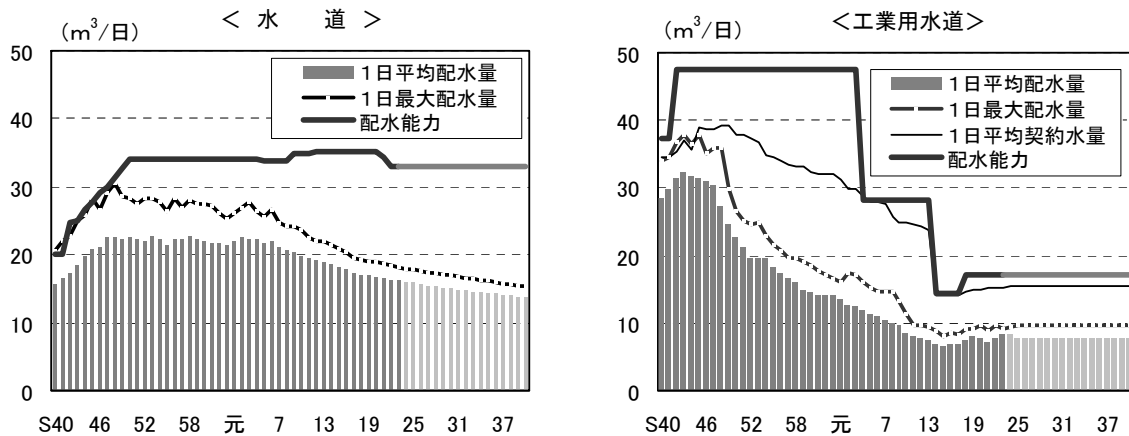 ＜ 水　　道 ＞
(m³/日)
50
40
30
20
10
0
１日平均配水量
１日最大配水量
配水能力
S40 46 52 58 元 7 13 19 25 31 37
＜工業用水道＞
(m³/日)
50
40
30
20
10
0
１日平均配水量
１日最大配水量
１日平均契約水量
配水能力
S40 46 52 58 元 7 13 19 25 31 37